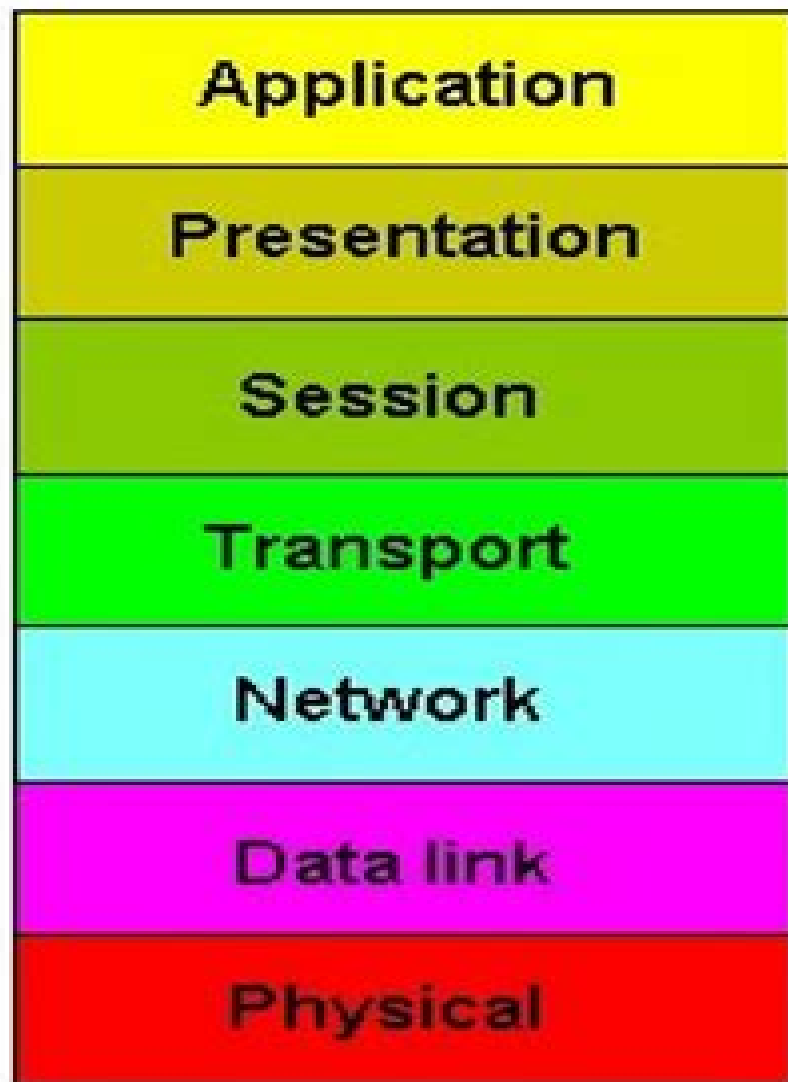 Application
Presentation
Session
Transport
Network
Data link
Physical